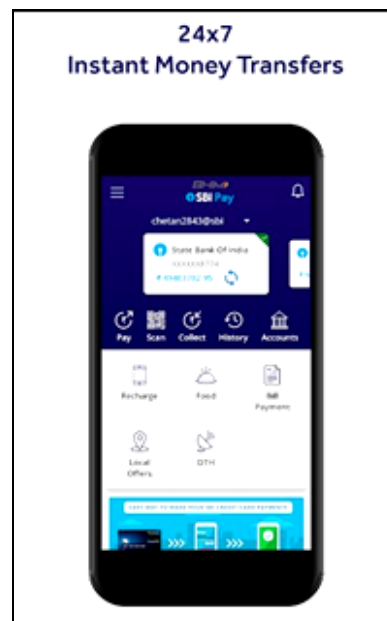 24x7
Instant Money Transfers
SBI Pay
chetan2843@sbi
State Bank Of India
Pay Scan Collect History Accounts
Recharge Food Bill Payment
Local Offers DTH